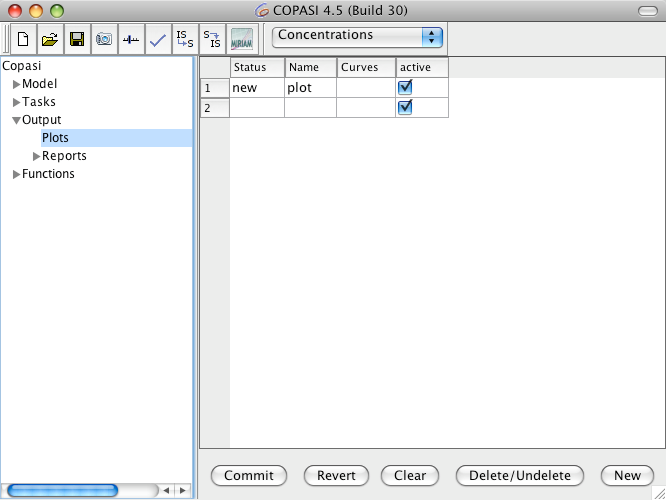 COPASI 4.5 (Build 30)
IS S
S IS
MIRIAM
Concentrations
Copasi
Model
Tasks
Output
Plots
Reports
Functions
Status Name Curves active
1 new plot
2
Commit Revert Clear Delete/Undelete New